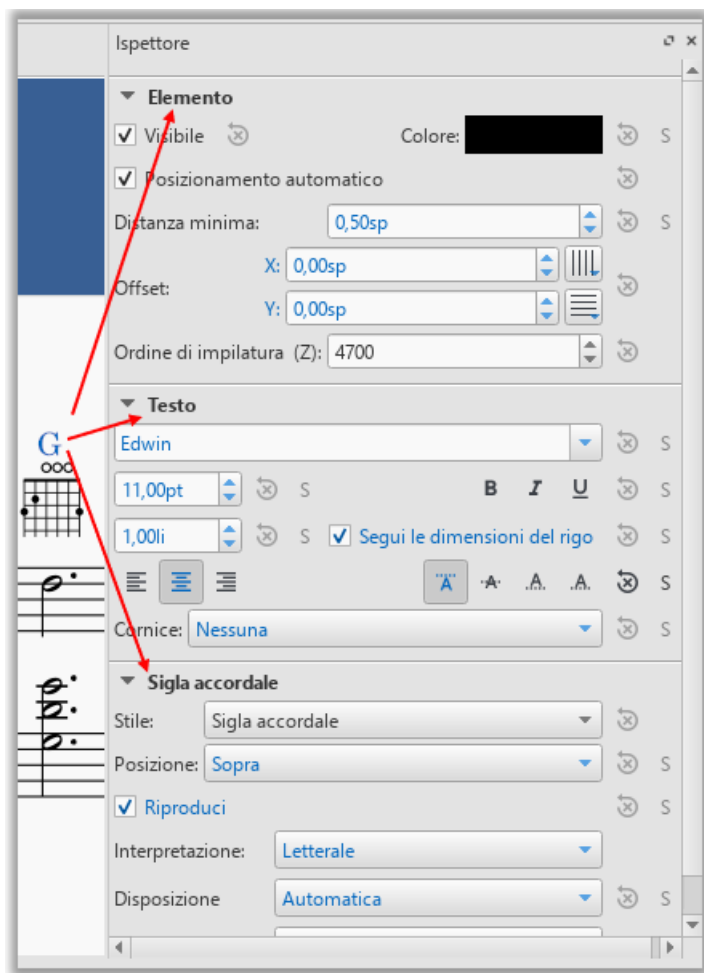 Ispettore
Elemento
Visibile Colore: S
Posizionamento automatico
Distanza minima: 0,50sp S
X: 0,00sp
Offset:
Y: 0,00sp
Ordine di impilatura (Z): 4700
Testo
G
Edwin S
11,00pt S B I U S
1,00li S Segui le dimensioni del rigo S
A A A A S
Cornice: Nessuna S
Sigla accordale
Stile: Sigla accordale
Posizione: Sopra S
Riproduci S
Interpretazione: Letterale
Disposizione Automatica S